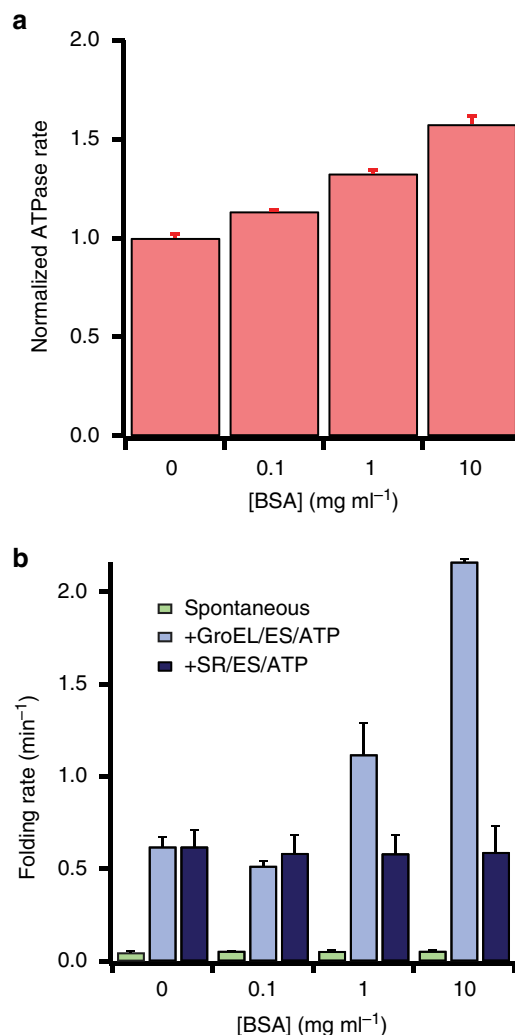 a
2.0
1.5
1.0
0.5
0.0
Normalized ATPase rate
0 0.1 1 10
[BSA] (mg ml⁻¹)
b
2.0
1.5
1.0
0.5
0.0
Folding rate (min⁻¹)
Spontaneous
+GroEL/ES/ATP
+SR/ES/ATP
0 0.1 1 10
[BSA] (mg ml⁻¹)